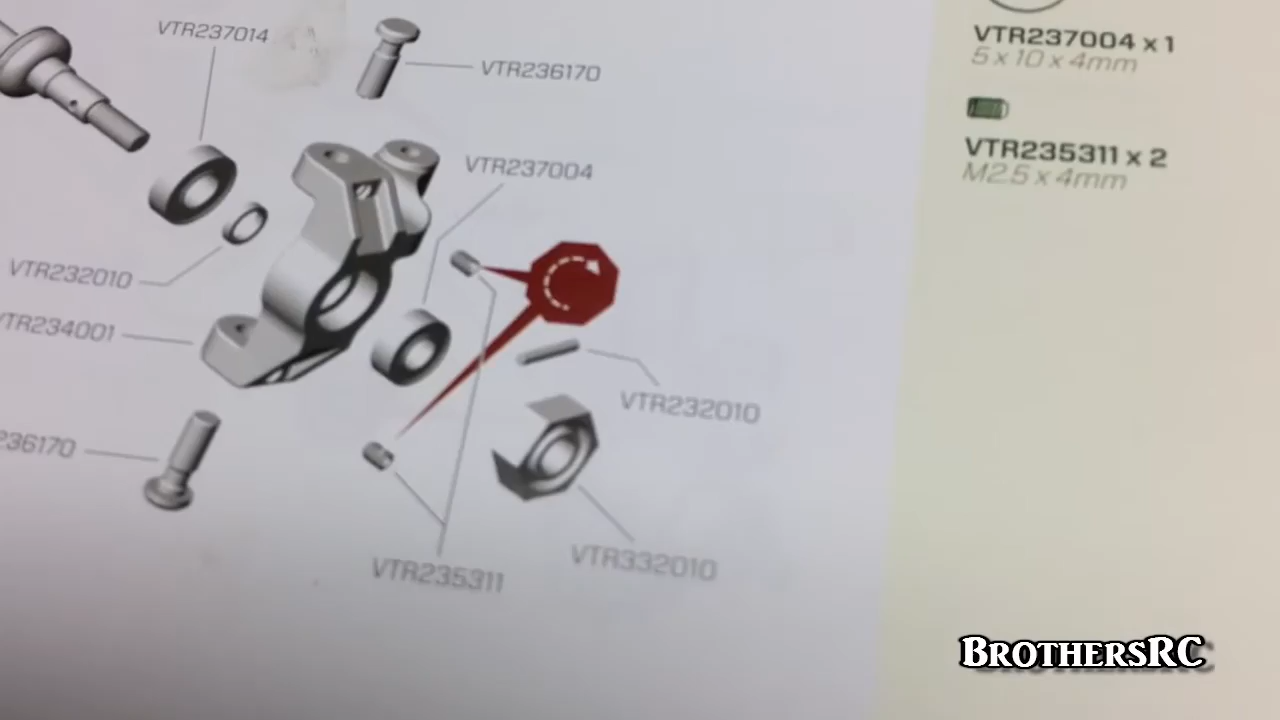 VTR237014
VTR236170
VTR237004
VTR232010
VTR234001
236170
VTR235311
VTR232010
VTR332010
VTR237004 x 1
5 x 10 x 4mm
VTR235311 x 2
M2.5 x 4mm
BROTHERSRC